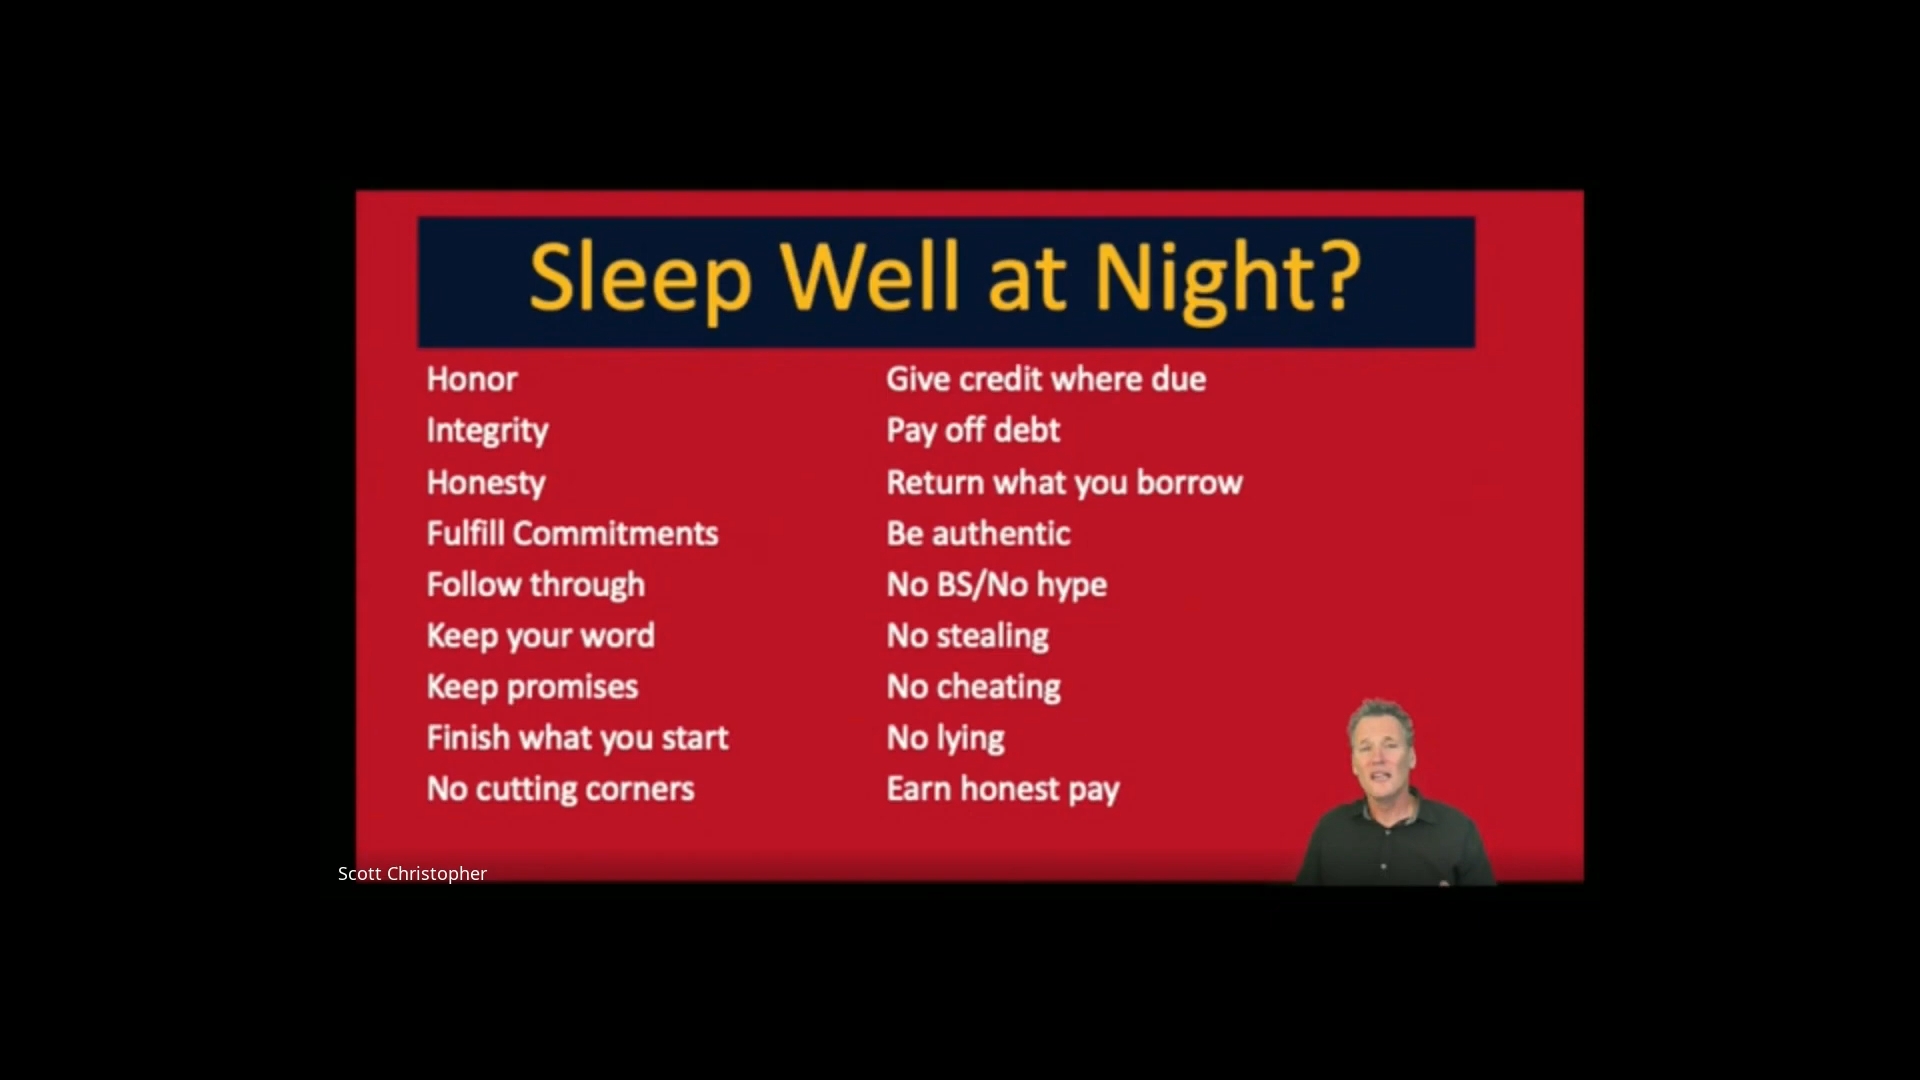 Sleep Well at Night?
Honor
Integrity
Honesty
Fulfill Commitments
Follow through
Keep your word
Keep promises
Finish what you start
No cutting corners
Give credit where due
Pay off debt
Return what you borrow
Be authentic
No BS/No hype
No stealing
No cheating
No lying
Earn honest pay
Scott Christopher